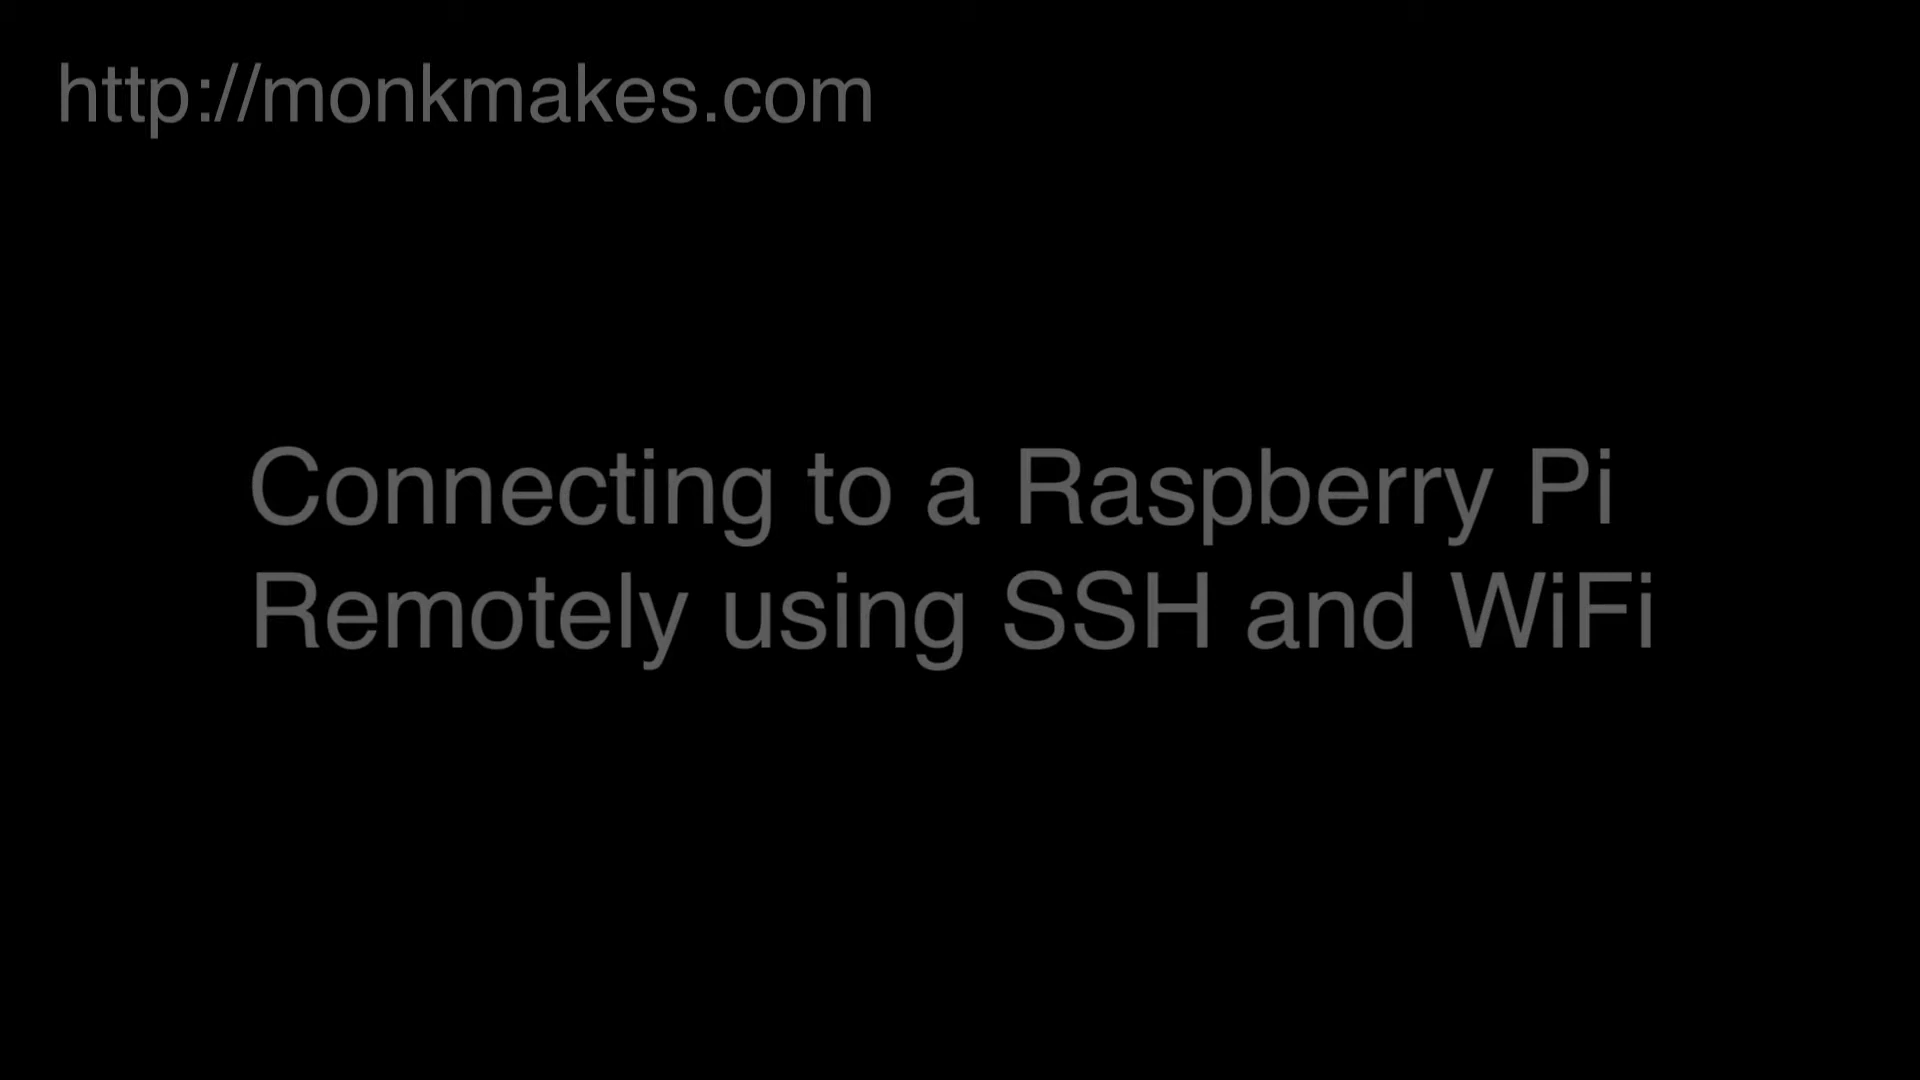 http://monkmakes.com
Connecting to a Raspberry Pi
Remotely using SSH and WiFi